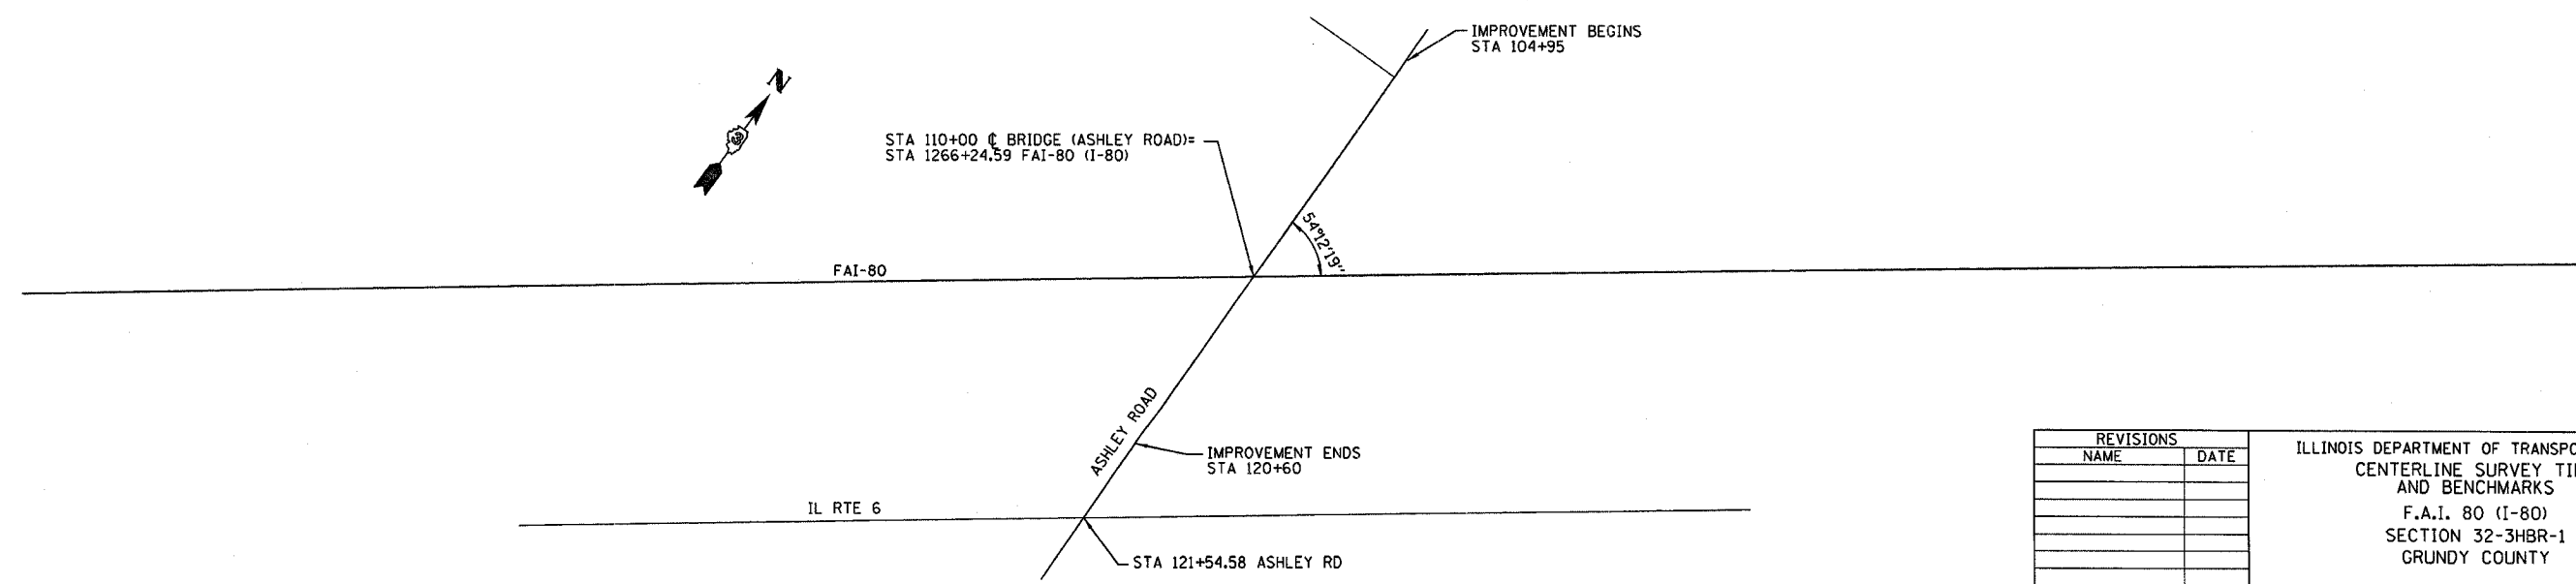 IMPROVEMENT BEGINS
STA 104+95
N
STA 110+00 ℄ BRIDGE (ASHLEY ROAD)=
STA 1266+24.59 FAI-80 (I-80)
54°12'19"
FAI-80
ASHLEY ROAD
IMPROVEMENT ENDS
STA 120+60
IL RTE 6
STA 121+54.58 ASHLEY RD
REVISIONS
NAME DATE
ILLINOIS DEPARTMENT OF TRANSPO
CENTERLINE SURVEY TI
AND BENCHMARKS
F.A.I. 80 (I-80)
SECTION 32-3HBR-1
GRUNDY COUNTY